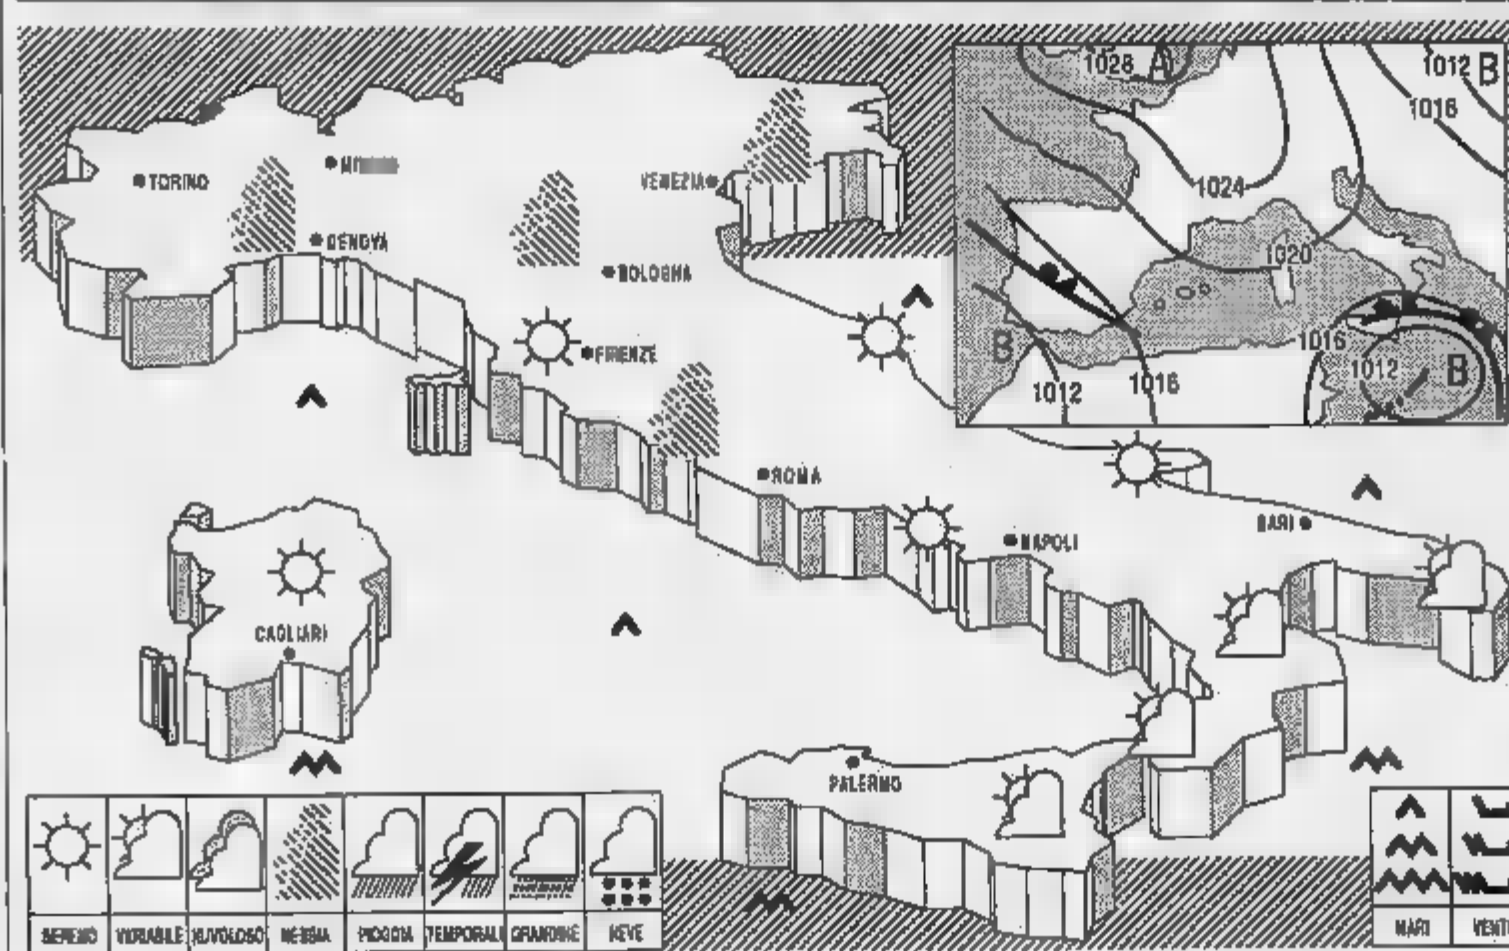 1028 A
1012 B
1016
TORINO
VENEZIA
1024
GENOVA
1020
BOLOGNA
FIRENZE
B
1016
1012
B
1012
1016
ROMA
BARI
NAPOLI
CAGLIARI
PALERMO
SERENO VARIABILE NUVOLOSO NEBBIA PIOGGIA TEMPORALI GRANDINE NEVE
MARI